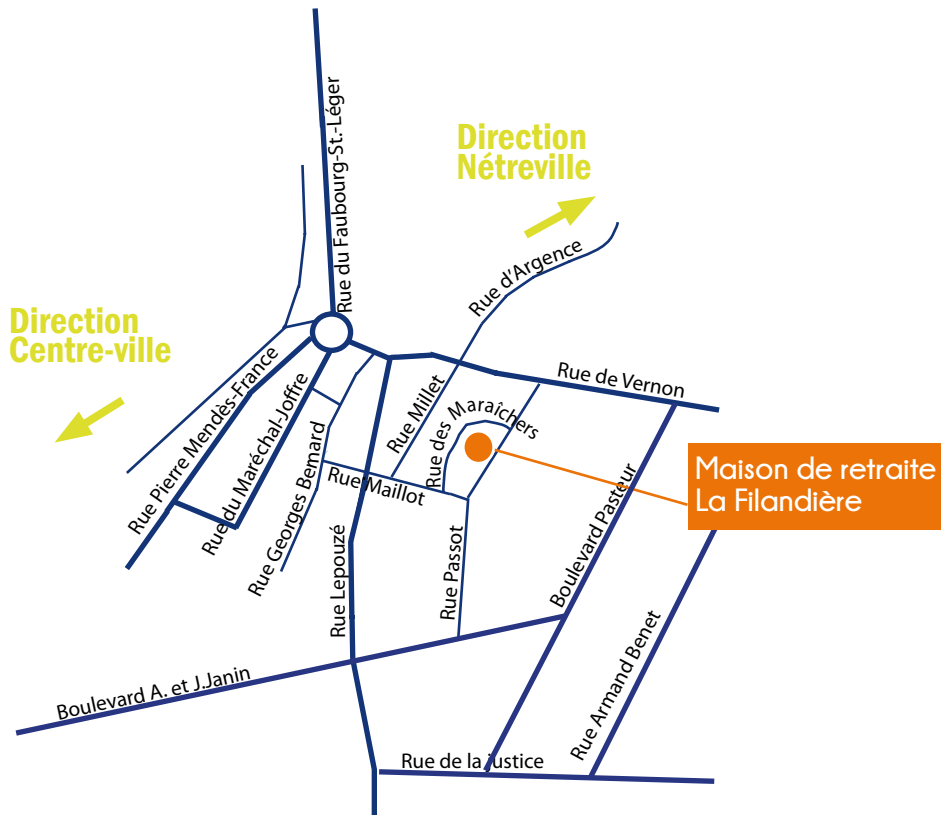 Rue du Faubourg-St.-Léger
Direction
Nétreville
Rue d'Argence
Direction
Centre-ville
Rue de Vernon
Rue Pierre Mendès-France
Rue du Maréchal-Joffre
Rue Georges Bernard
Rue Millet
Rue des Maraîchers
Rue Maillot
Maison de retraite
La Filandière
Boulevard Pasteur
Rue Lepouzé
Rue Passot
Rue Armand Benet
Boulevard A. et J.Janin
Rue de la justice